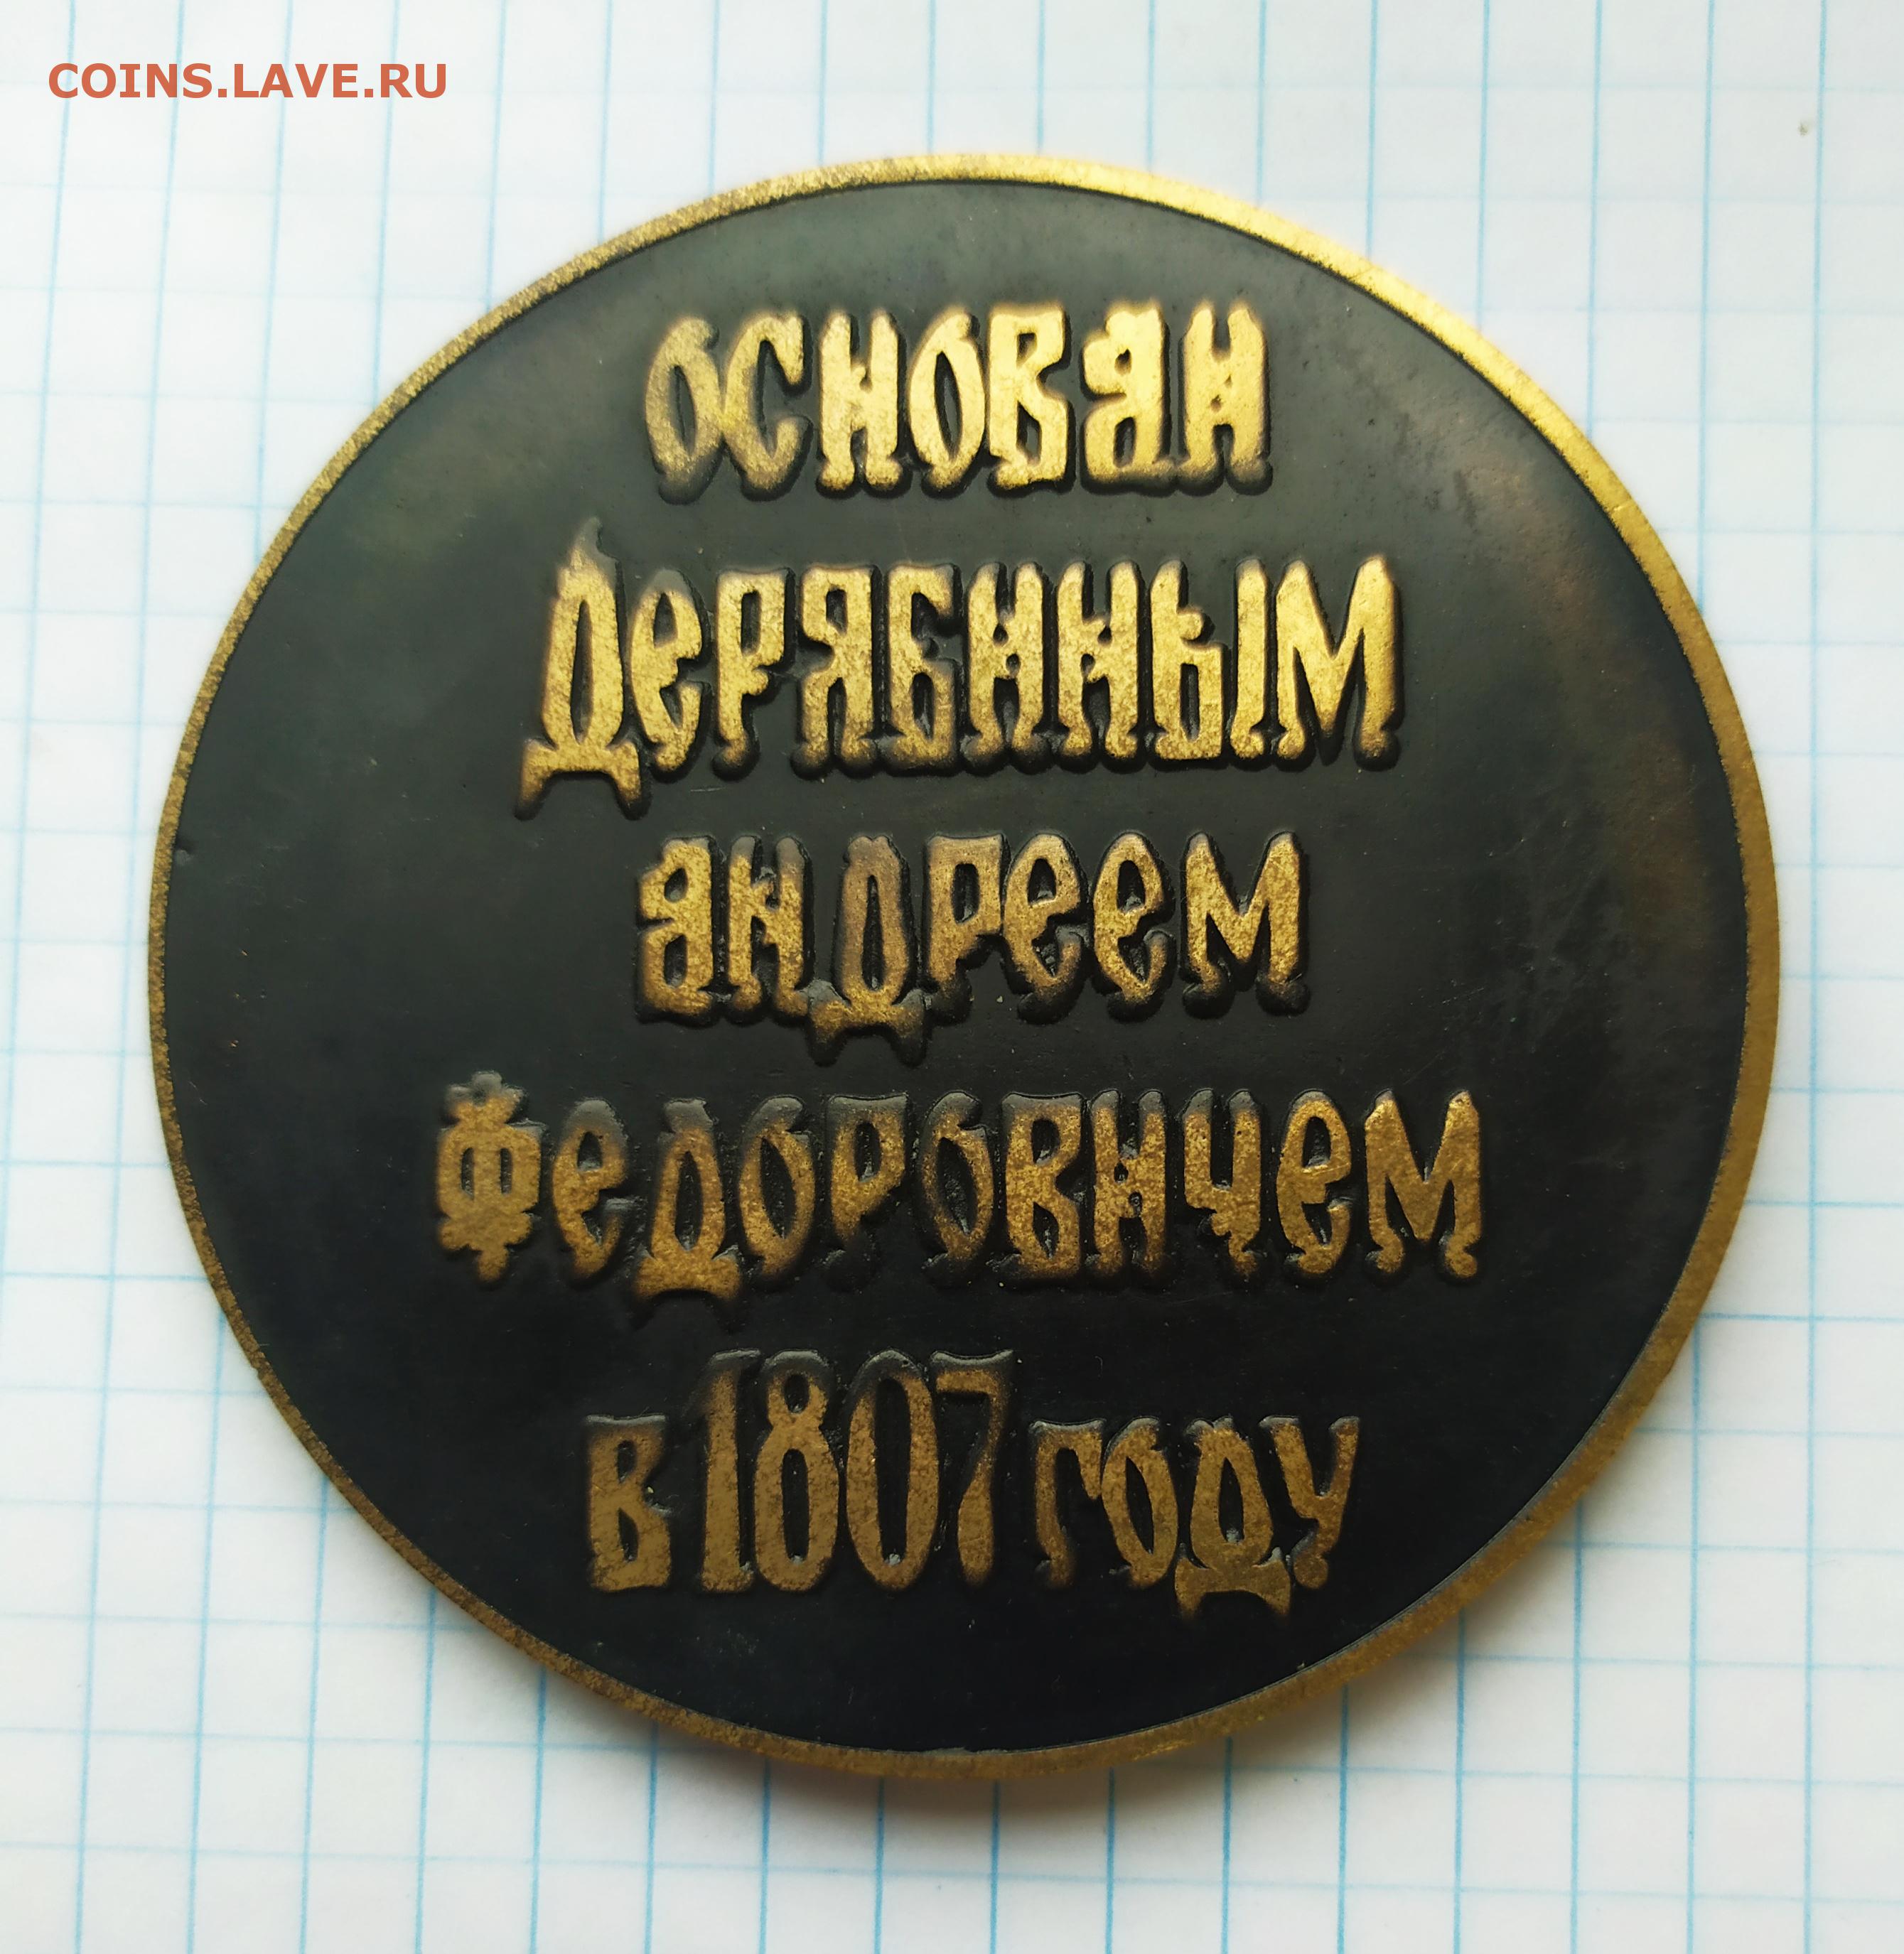 COINS.LAVE.RU
ОСНОВАН
ДЕРЯБИНЫМ
АНДРЕЕМ
ФЕДОРОВИЧЕМ
В 1807 ГОДУ